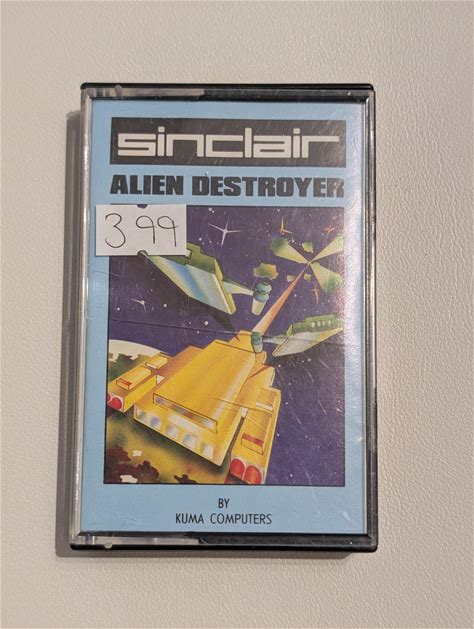 sinclair
ALIEN DESTROYER
3 99
BY
KUMA COMPUTERS